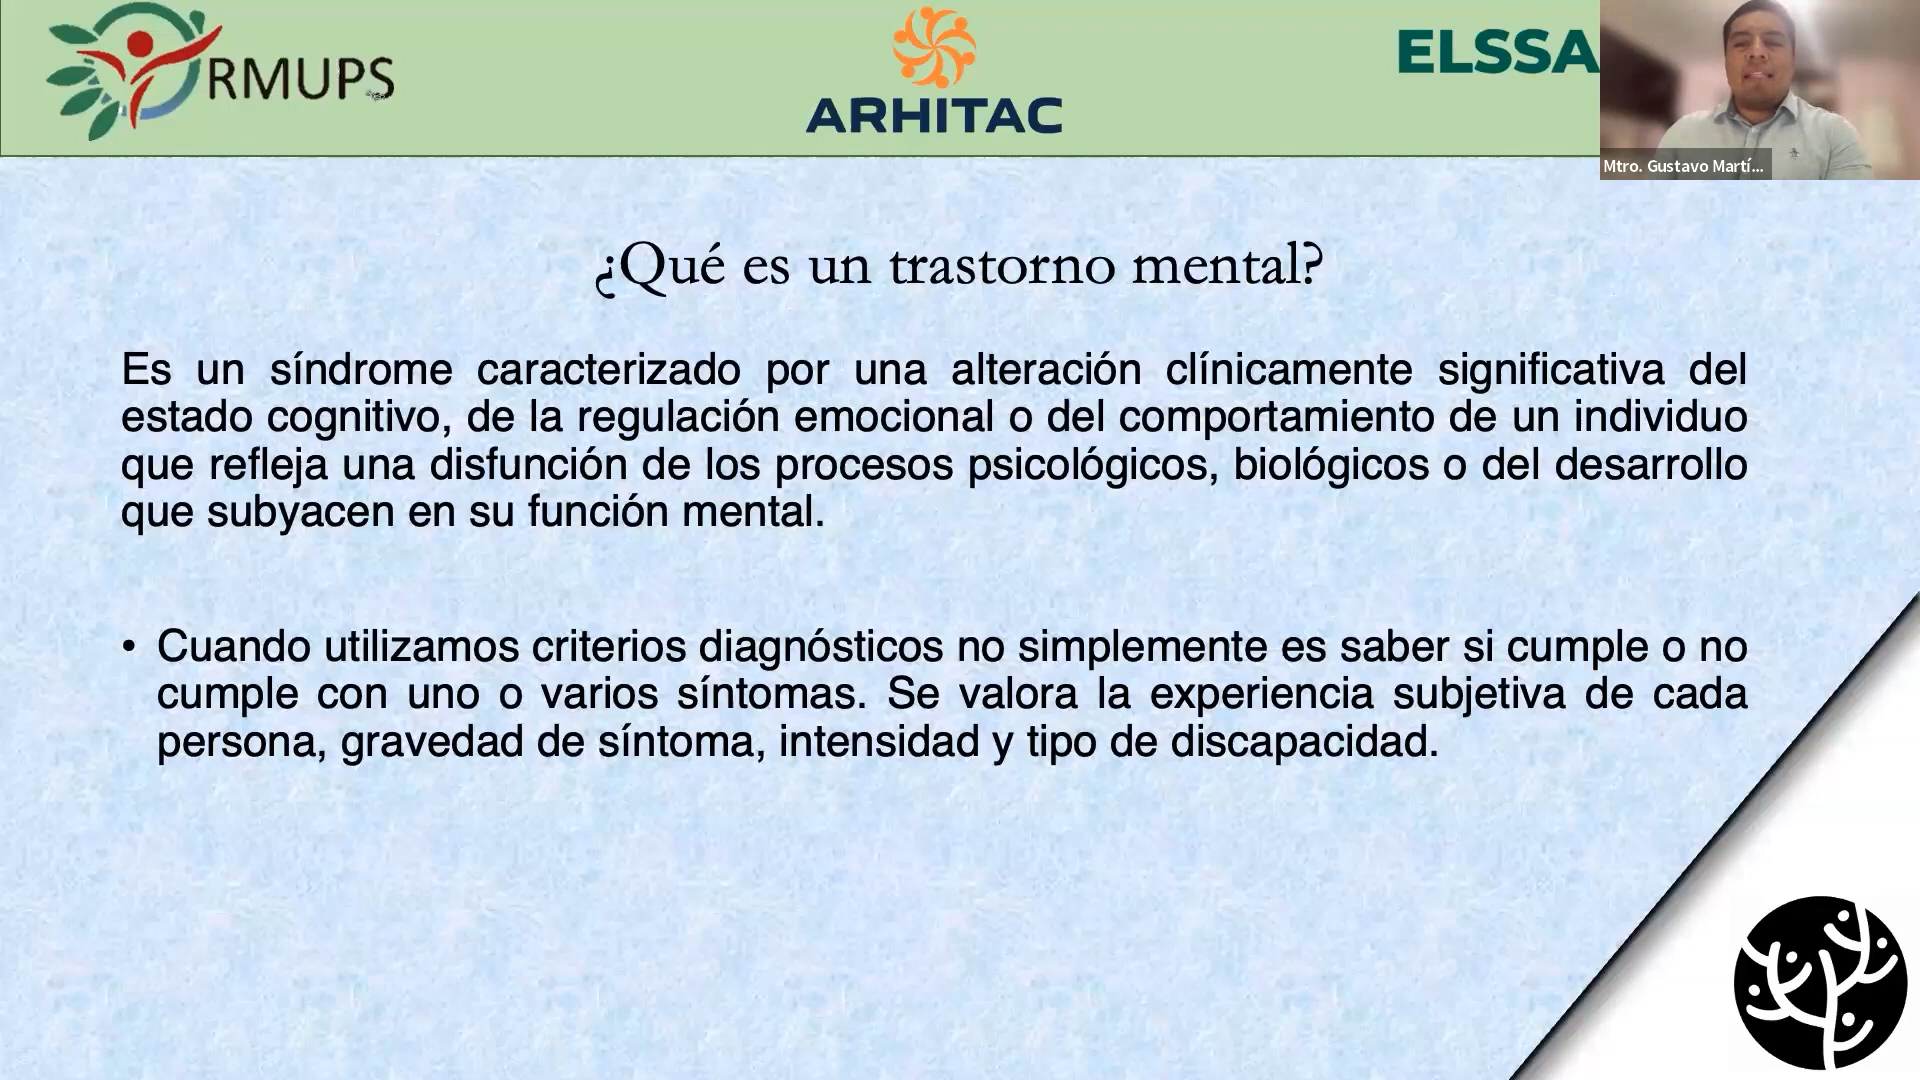 RMUPS
ARHITAC
ELSSA
Mtro. Gustavo Martí...
¿Qué es un trastorno mental?
Es un síndrome caracterizado por una alteración clínicamente significativa del
estado cognitivo, de la regulación emocional o del comportamiento de un individuo
que refleja una disfunción de los procesos psicológicos, biológicos o del desarrollo
que subyacen en su función mental.
• Cuando utilizamos criterios diagnósticos no simplemente es saber si cumple o no
cumple con uno o varios síntomas. Se valora la experiencia subjetiva de cada
persona, gravedad de síntoma, intensidad y tipo de discapacidad.